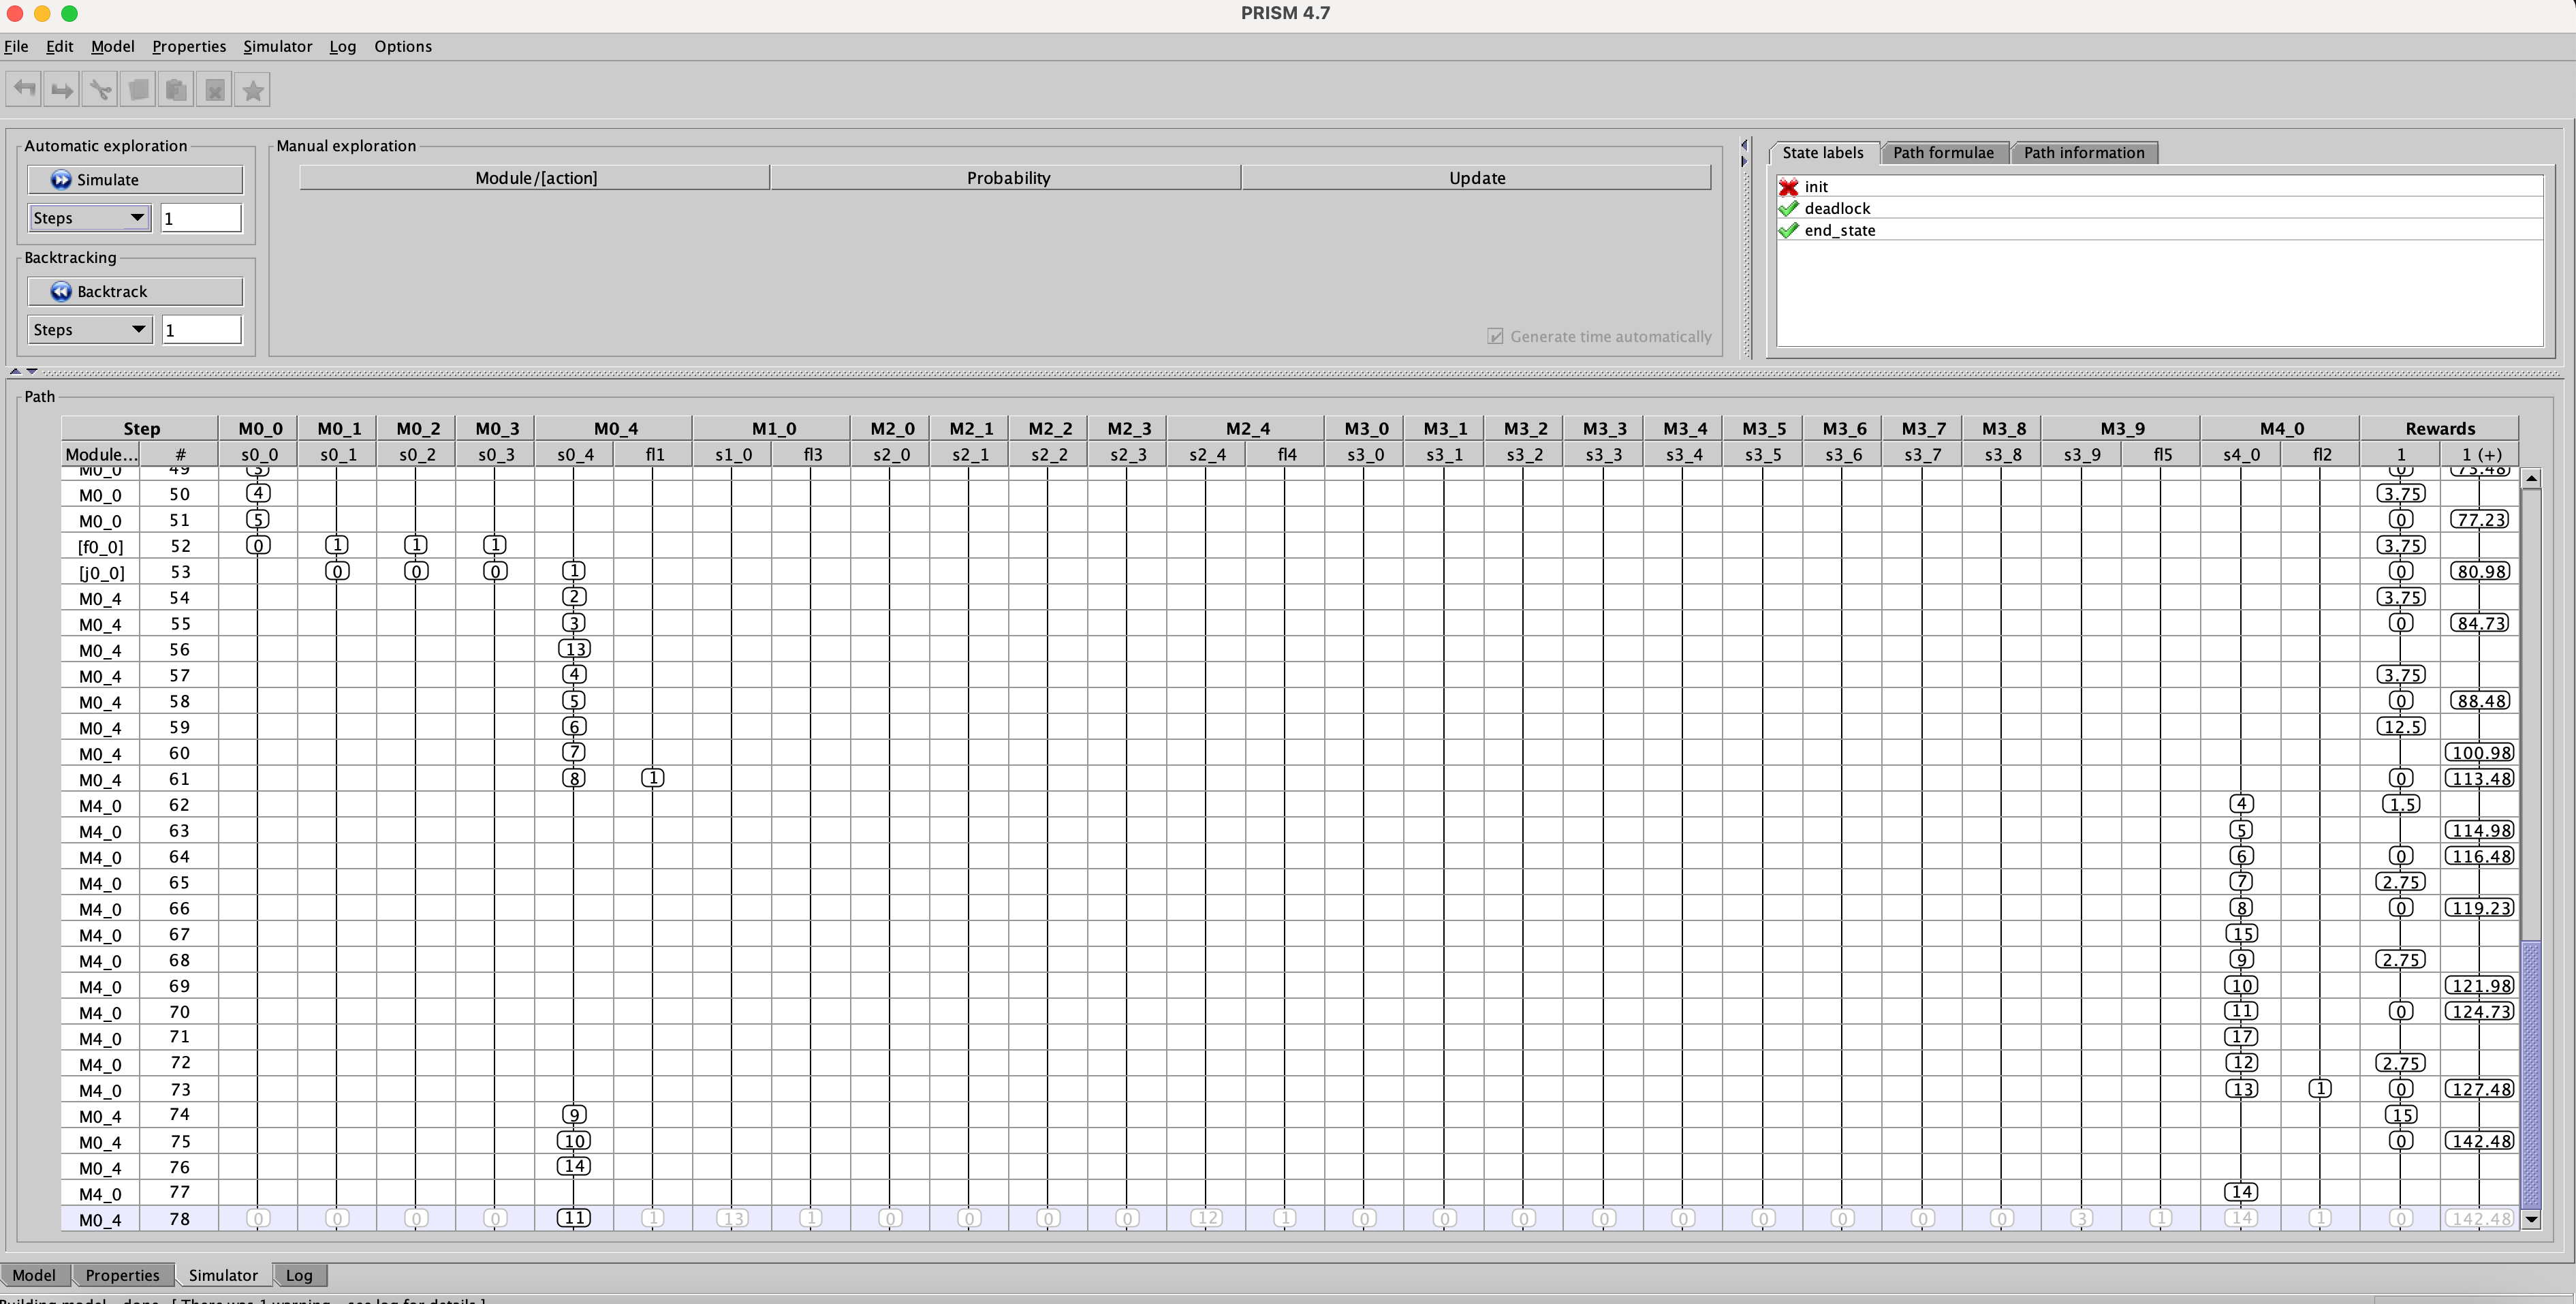 PRISM 4.7
File Edit Model Properties Simulator Log Options
Automatic exploration
Simulate
Steps 1
Backtracking
Backtrack
Steps 1
Manual exploration
Module/[action] Probability Update
Generate time automatically
State labels Path formulae Path information
init
deadlock
end_state
Path
Step M0_0 M0_1 M0_2 M0_3 M0_4 M1_0 M2_0 M2_1 M2_2 M2_3 M2_4 M3_0 M3_1 M3_2 M3_3 M3_4 M3_5 M3_6 M3_7 M3_8 M3_9 M4_0 Rewards
Module... # s0_0 s0_1 s0_2 s0_3 s0_4 fl1 s1_0 fl3 s2_0 s2_1 s2_2 s2_3 s2_4 fl4 s3_0 s3_1 s3_2 s3_3 s3_4 s3_5 s3_6 s3_7 s3_8 s3_9 fl5 s4_0 fl2 1 1 (+)
M0_0 49 3 0 73.48
M0_0 50 4 3.75
M0_0 51 5 0 77.23
[f0_0] 52 0 1 1 1 3.75
[j0_0] 53 0 0 0 1 0 80.98
M0_4 54 2 3.75
M0_4 55 3 0 84.73
M0_4 56 13
M0_4 57 4 3.75
M0_4 58 5 0 88.48
M0_4 59 6 12.5
M0_4 60 7 100.98
M0_4 61 8 1 0 113.48
M4_0 62 4 1.5
M4_0 63 5 114.98
M4_0 64 6 0 116.48
M4_0 65 7 2.75
M4_0 66 8 0 119.23
M4_0 67 15
M4_0 68 9 2.75
M4_0 69 10 121.98
M4_0 70 11 0 124.73
M4_0 71 17
M4_0 72 12 2.75
M4_0 73 13 1 0 127.48
M0_4 74 9 15
M0_4 75 10 0 142.48
M0_4 76 14
M4_0 77 14
M0_4 78 0 0 0 0 11 1 13 1 0 0 0 0 12 1 0 0 0 0 0 0 0 0 0 3 1 14 1 0 142.48
Model Properties Simulator Log
Building model... done. [ There was 1 warning - see log for details ]